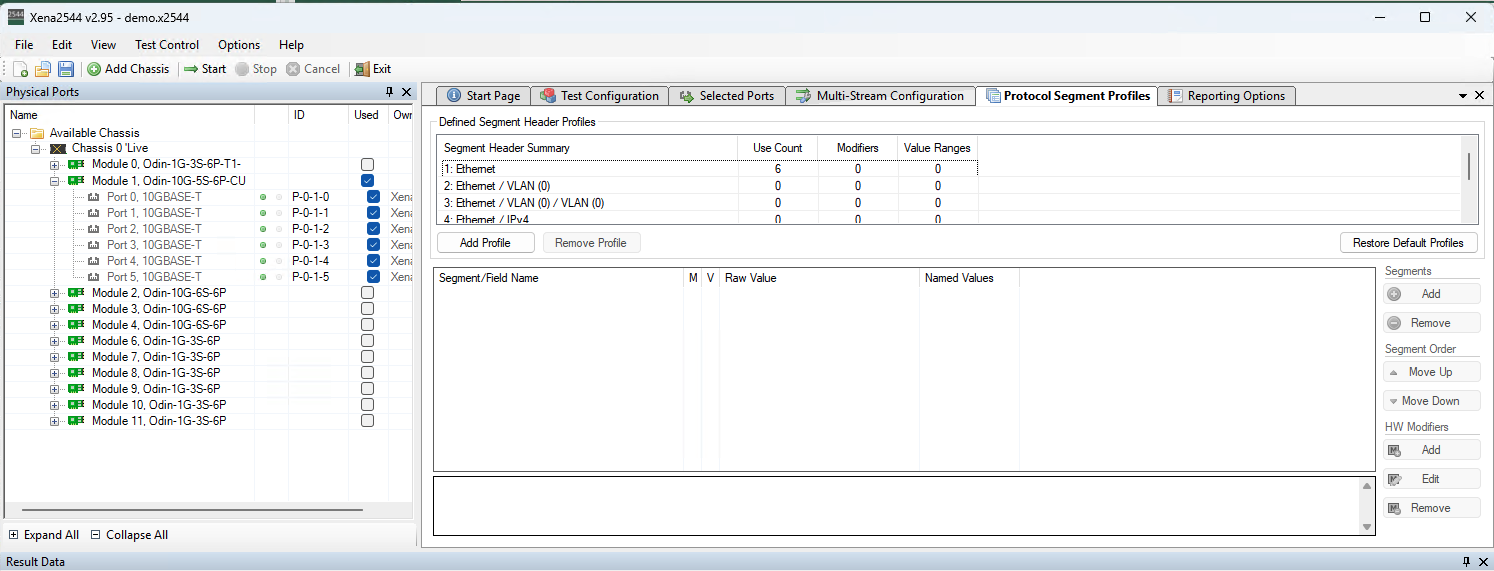 Xena2544 v2.95 - demo.x2544
File Edit View Test Control Options Help
Add Chassis Start Stop Cancel Exit
Physical Ports
Name ID Used Own
Available Chassis
Chassis 0 'Live
Module 0, Odin-1G-3S-6P-T1-
Module 1, Odin-10G-5S-6P-CU
Port 0, 10GBASE-T P-0-1-0 Xena
Port 1, 10GBASE-T P-0-1-1 Xena
Port 2, 10GBASE-T P-0-1-2 Xena
Port 3, 10GBASE-T P-0-1-3 Xena
Port 4, 10GBASE-T P-0-1-4 Xena
Port 5, 10GBASE-T P-0-1-5 Xena
Module 2, Odin-10G-6S-6P
Module 3, Odin-10G-6S-6P
Module 4, Odin-10G-6S-6P
Module 6, Odin-1G-3S-6P
Module 7, Odin-1G-3S-6P
Module 8, Odin-1G-3S-6P
Module 9, Odin-1G-3S-6P
Module 10, Odin-1G-3S-6P
Module 11, Odin-1G-3S-6P
Expand All Collapse All
Start Page Test Configuration Selected Ports Multi-Stream Configuration Protocol Segment Profiles Reporting Options
Defined Segment Header Profiles
Segment Header Summary Use Count Modifiers Value Ranges
1: Ethernet 6 0 0
2: Ethernet / VLAN (0) 0 0 0
3: Ethernet / VLAN (0) / VLAN (0) 0 0 0
4: Ethernet / IPv4 0 0 0
Add Profile Remove Profile Restore Default Profiles
Segment/Field Name M V Raw Value Named Values
Segments
Add
Remove
Segment Order
Move Up
Move Down
HW Modifiers
Add
Edit
Remove
Result Data